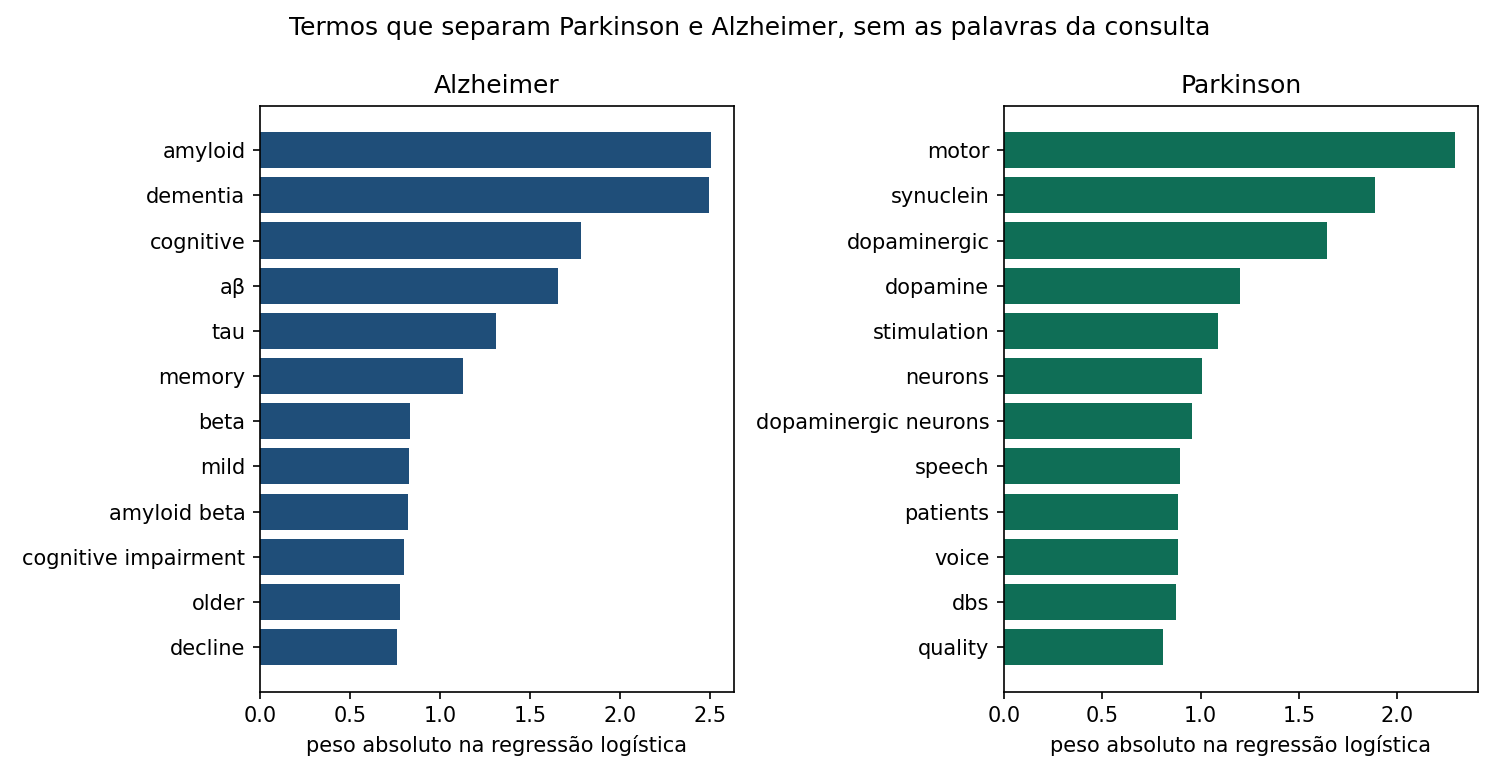 Termos que separam Parkinson e Alzheimer, sem as palavras da consulta
Alzheimer
amyloid
dementia
cognitive
aβ
tau
memory
beta
mild
amyloid beta
cognitive impairment
older
decline
0.0 0.5 1.0 1.5 2.0 2.5
peso absoluto na regressão logística
Parkinson
motor
synuclein
dopaminergic
dopamine
stimulation
neurons
dopaminergic neurons
speech
patients
voice
dbs
quality
0.0 0.5 1.0 1.5 2.0
peso absoluto na regressão logística